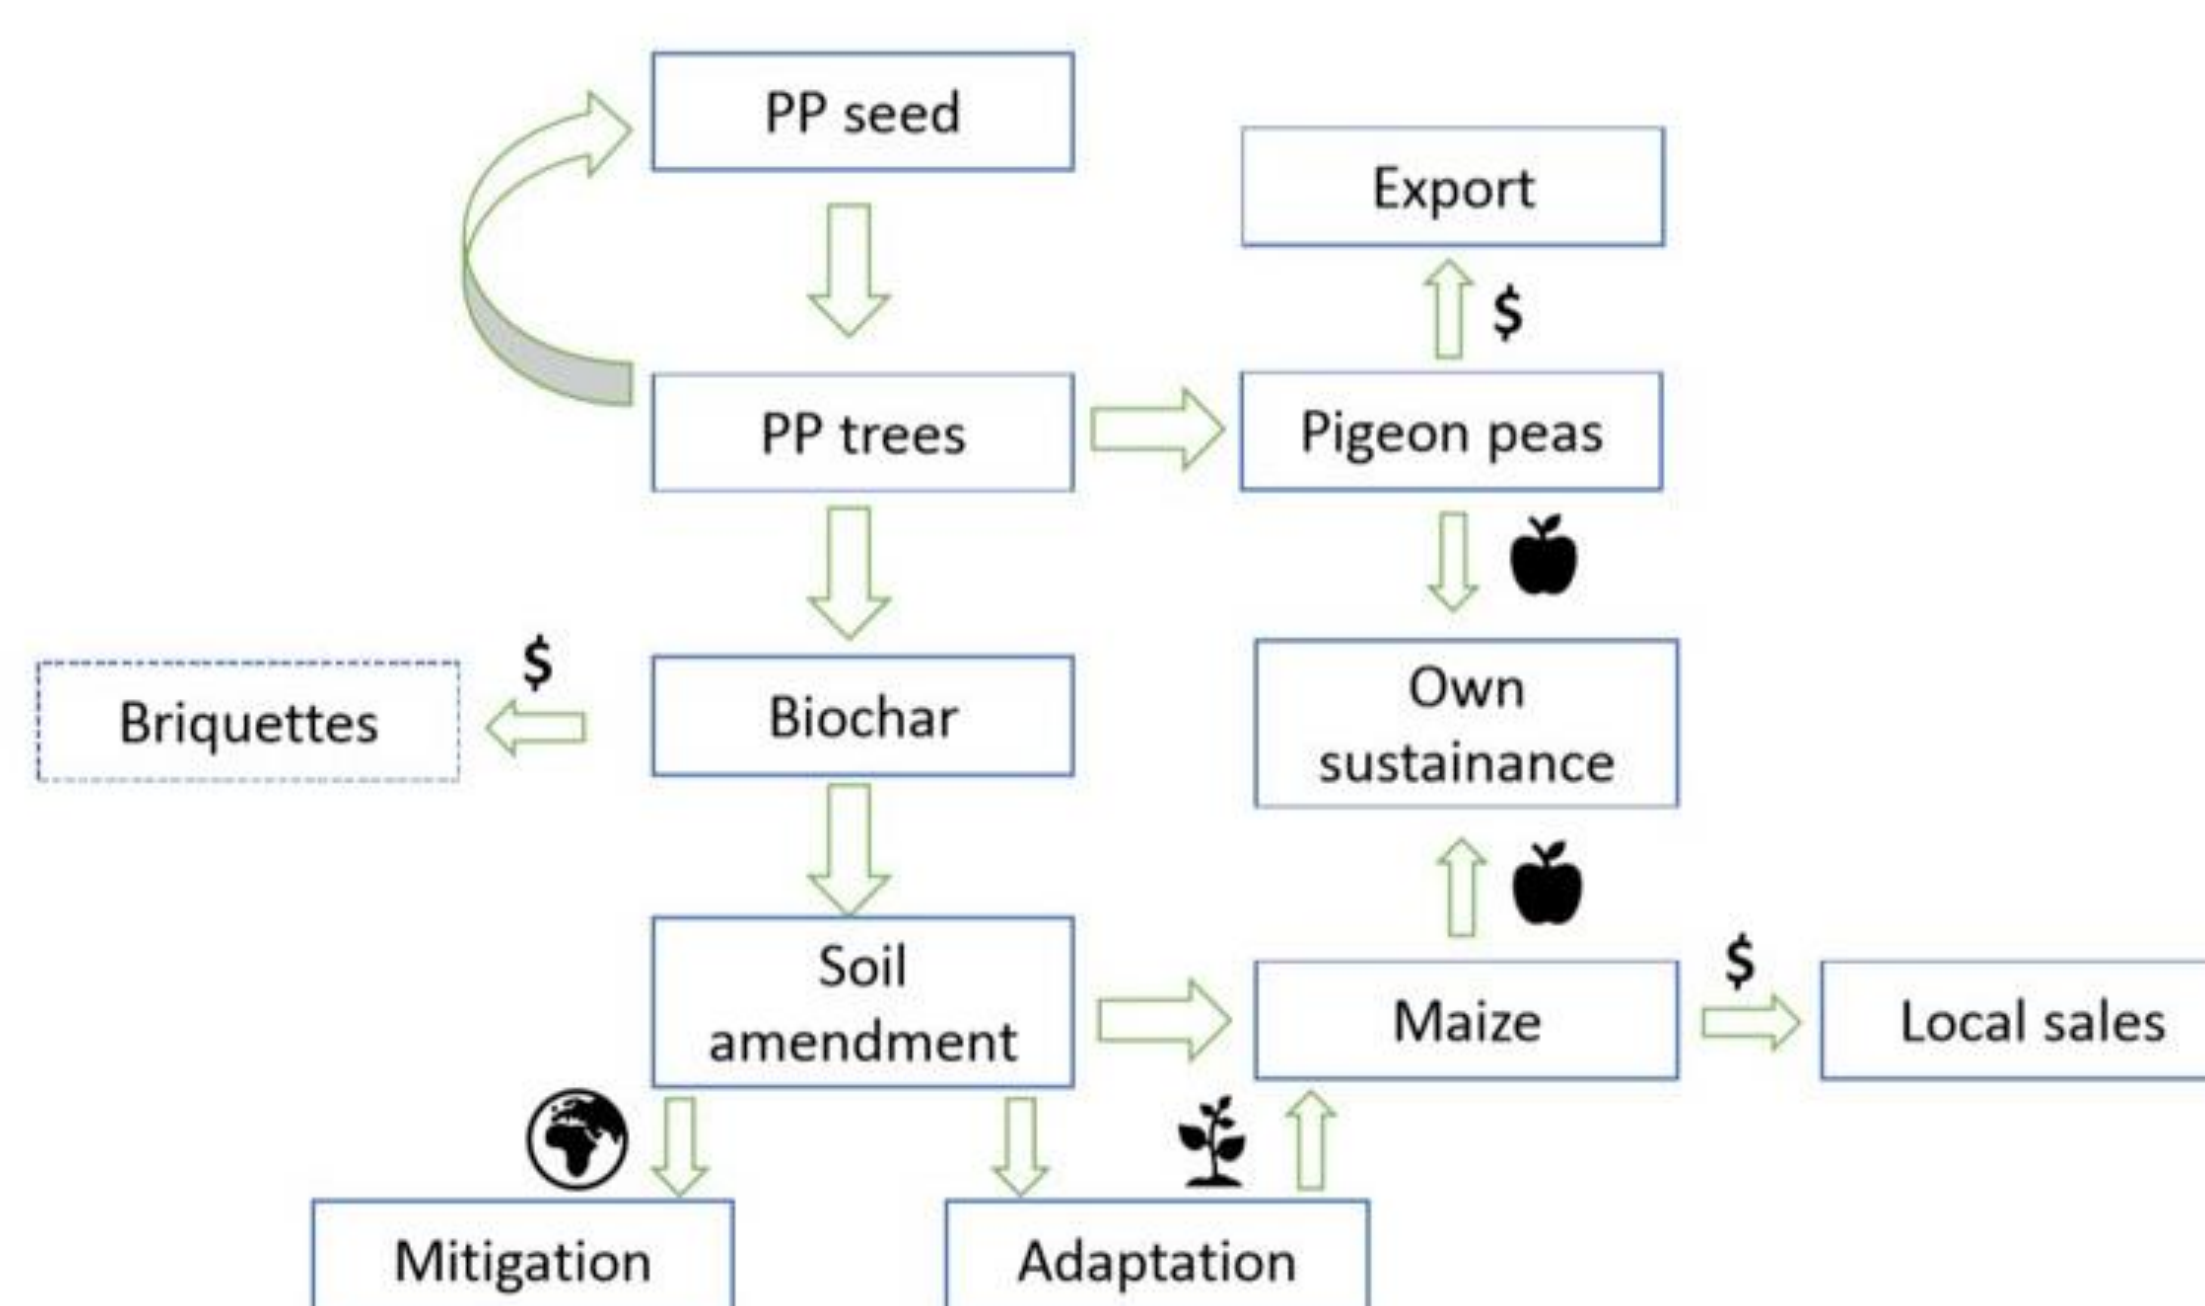 PP seed
Export
$
PP trees
Pigeon peas
$
Briquettes
Biochar
Own
sustainance
Soil
amendment
Maize
$
Local sales
Mitigation
Adaptation